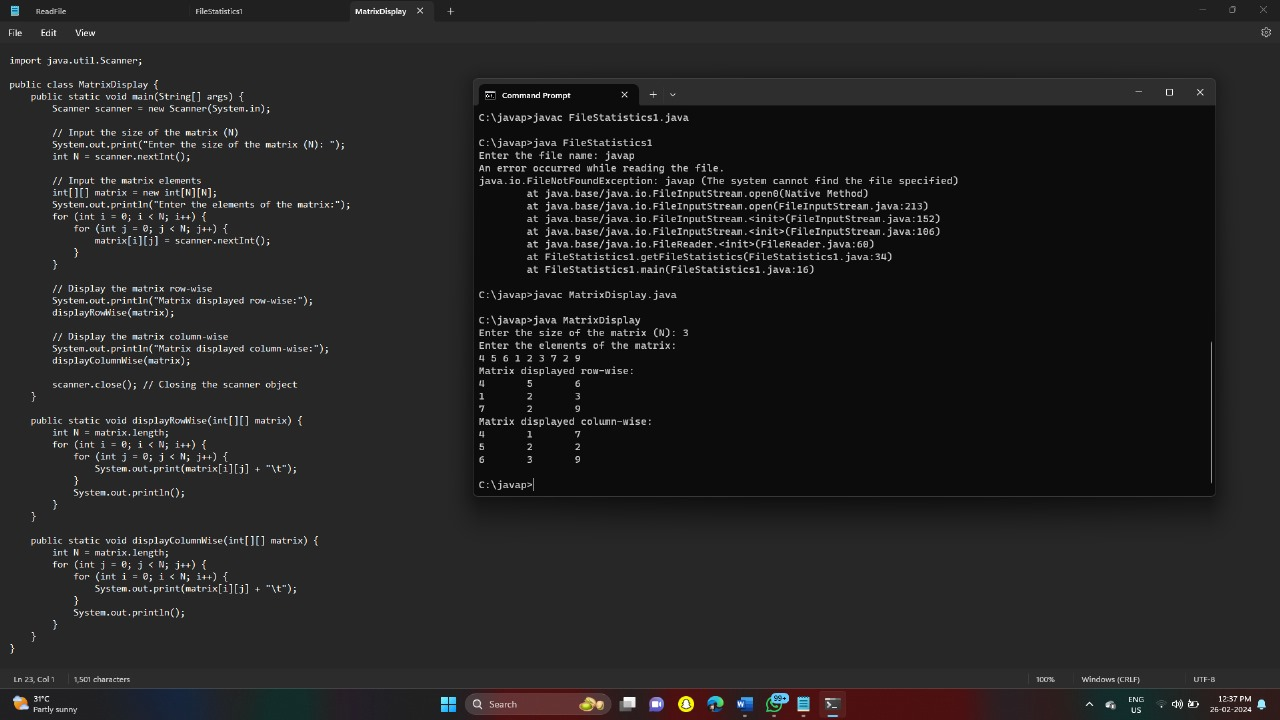 ReadFile FileStatistics1 MatrixDisplay
File Edit View
import java.util.Scanner;
public class MatrixDisplay {
public static void main(String[] args) {
Scanner scanner = new Scanner(System.in);
// Input the size of the matrix (N)
System.out.print("Enter the size of the matrix (N): ");
int N = scanner.nextInt();
// Input the matrix elements
int[][] matrix = new int[N][N];
System.out.println("Enter the elements of the matrix:");
for (int i = 0; i < N; i++) {
for (int j = 0; j < N; j++) {
matrix[i][j] = scanner.nextInt();
}
}
// Display the matrix row-wise
System.out.println("Matrix displayed row-wise:");
displayRowWise(matrix);
// Display the matrix column-wise
System.out.println("Matrix displayed column-wise:");
displayColumnWise(matrix);
scanner.close(); // Closing the scanner object
}
public static void displayRowWise(int[][] matrix) {
int N = matrix.length;
for (int i = 0; i < N; i++) {
for (int j = 0; j < N; j++) {
System.out.print(matrix[i][j] + "\t");
}
System.out.println();
}
}
public static void displayColumnWise(int[][] matrix) {
int N = matrix.length;
for (int j = 0; j < N; j++) {
for (int i = 0; i < N; i++) {
System.out.print(matrix[i][j] + "\t");
}
System.out.println();
}
}
}
Command Prompt
C:\javap>javac FileStatistics1.java
C:\javap>java FileStatistics1
Enter the file name: javap
An error occurred while reading the file.
java.io.FileNotFoundException: javap (The system cannot find the file specified)
at java.base/java.io.FileInputStream.open0(Native Method)
at java.base/java.io.FileInputStream.open(FileInputStream.java:213)
at java.base/java.io.FileInputStream.<init>(FileInputStream.java:152)
at java.base/java.io.FileInputStream.<init>(FileInputStream.java:106)
at java.base/java.io.FileReader.<init>(FileReader.java:60)
at FileStatistics1.getFileStatistics(FileStatistics1.java:34)
at FileStatistics1.main(FileStatistics1.java:16)
C:\javap>javac MatrixDisplay.java
C:\javap>java MatrixDisplay
Enter the size of the matrix (N): 3
Enter the elements of the matrix:
4 5 6 1 2 3 7 2 9
Matrix displayed row-wise:
4 5 6
1 2 3
7 2 9
Matrix displayed column-wise:
4 1 7
5 2 2
6 3 9
C:\javap>
Ln 23, Col 1 1,501 characters 100% Windows (CRLF) UTF-8
31°C
Partly sunny
Search
99+
ENG
US
12:37 PM
26-02-2024